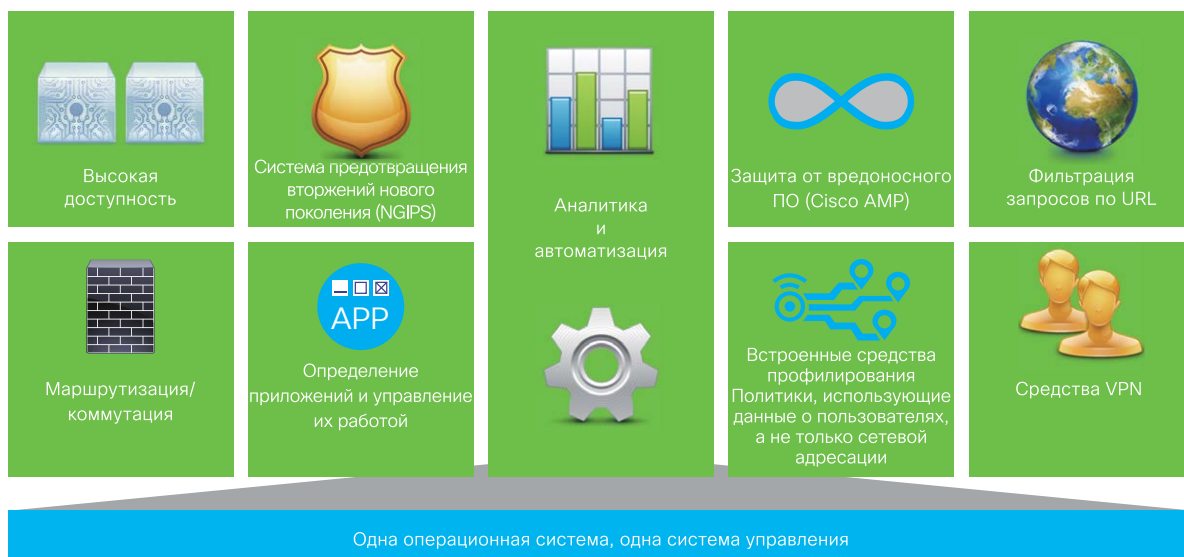 Высокая
доступность
Система предотвращения
вторжений нового
поколения (NGIPS)
Аналитика
и
автоматизация
Защита от вредоносного
ПО (Cisco AMP)
Фильтрация
запросов по URL
Маршрутизация/
коммутация
APP
Определение
приложений и управление
их работой
Встроенные средства
профилирования
Политики, использующие
данные о пользователях,
а не только сетевой
адресации
Средства VPN
Одна операционная система, одна система управления